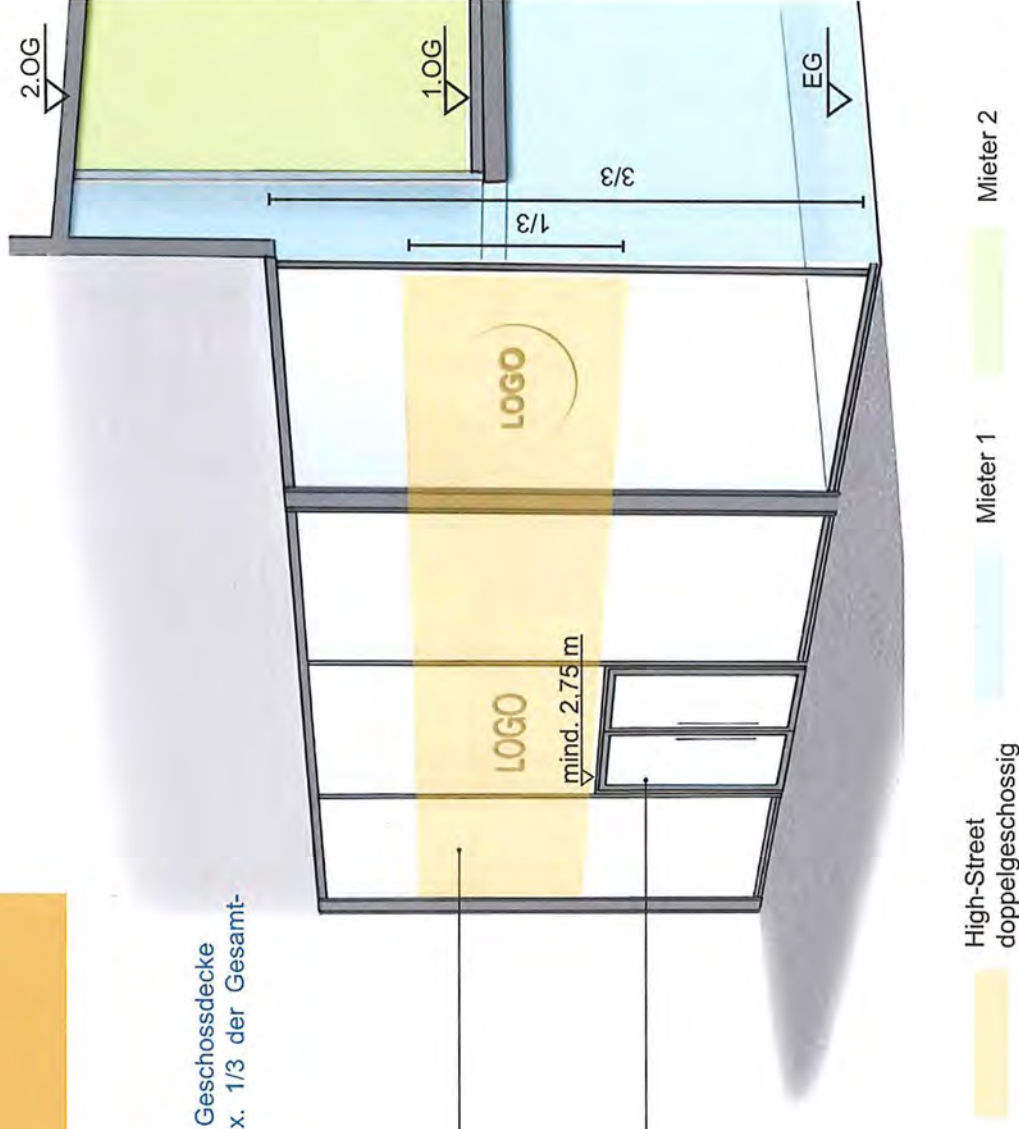 2.OG
1.OG
EG
3/3
1/3
Geschossdecke
x. 1/3 der Gesamt-
LOGO
LOGO
mind. 2,75 m
High-Street
doppelgeschossig
Mieter 1
Mieter 2